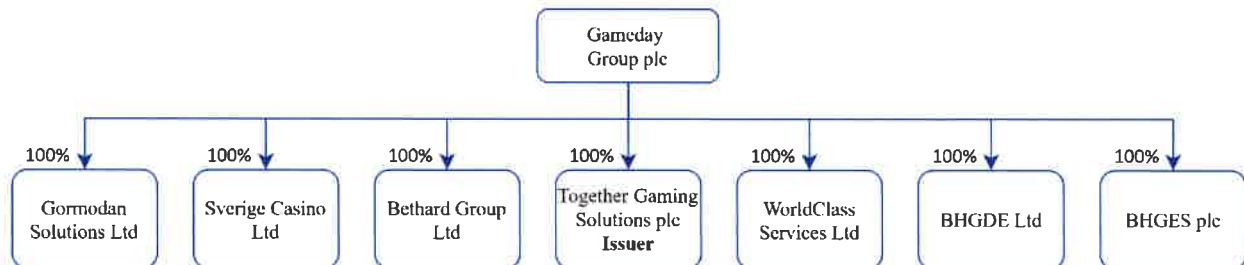 Gameday
Group plc
100%
100%
100%
100%
100%
100%
100%
Gormodan
Solutions Ltd
Sverige Casino
Ltd
Bethard Group
Ltd
Together Gaming
Solutions plc
Issuer
WorldClass
Services Ltd
BHGDE Ltd
BHGES plc